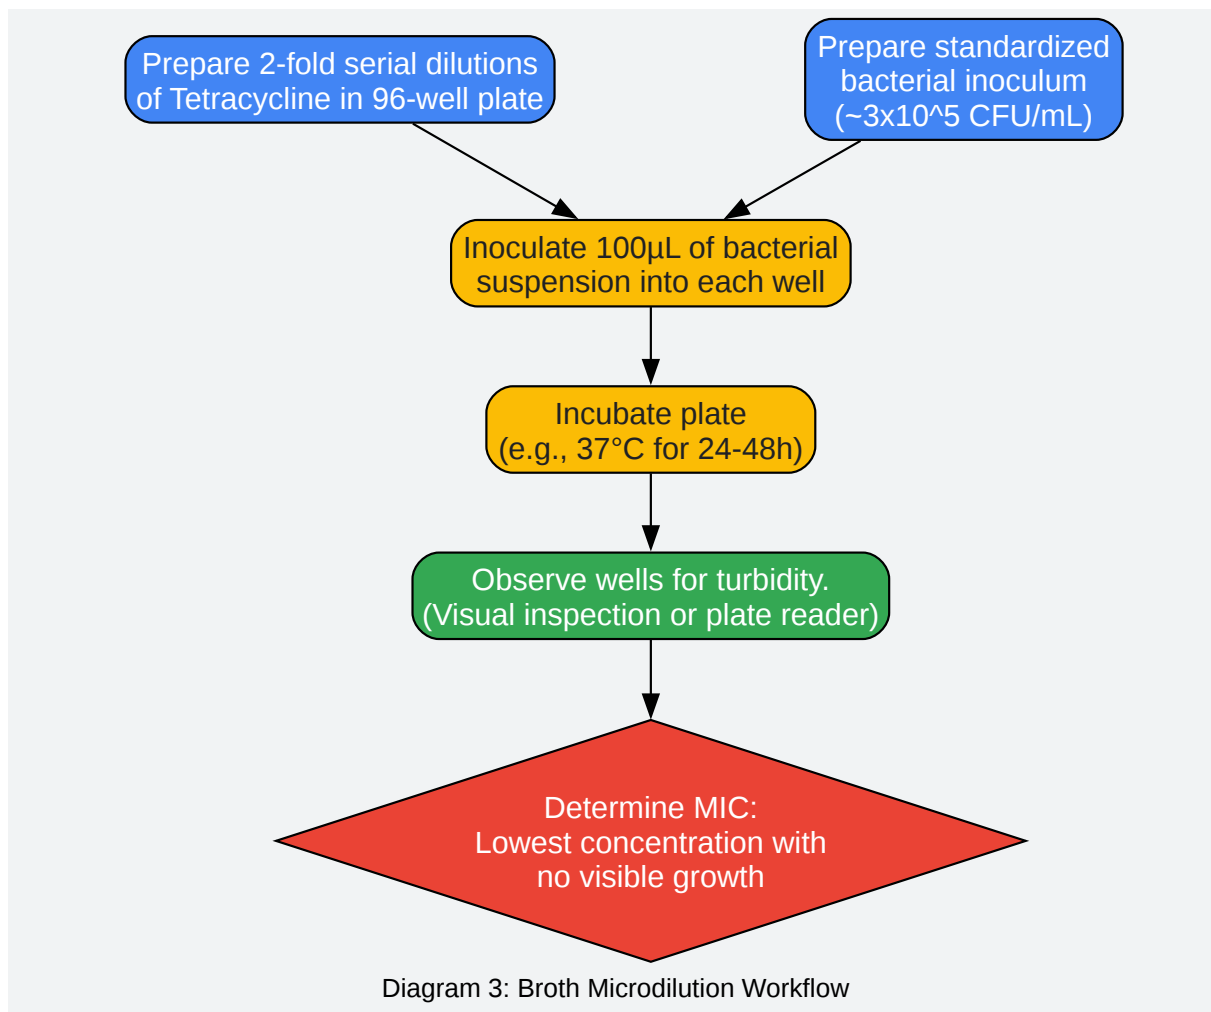 Prepare 2-fold serial dilutions
of Tetracycline in 96-well plate
Prepare standardized
bacterial inoculum
(~3x10^5 CFU/mL)
Inoculate 100µL of bacterial
suspension into each well
Incubate plate
(e.g., 37°C for 24-48h)
Observe wells for turbidity.
(Visual inspection or plate reader)
Determine MIC:
Lowest concentration with
no visible growth
Diagram 3: Broth Microdilution Workflow